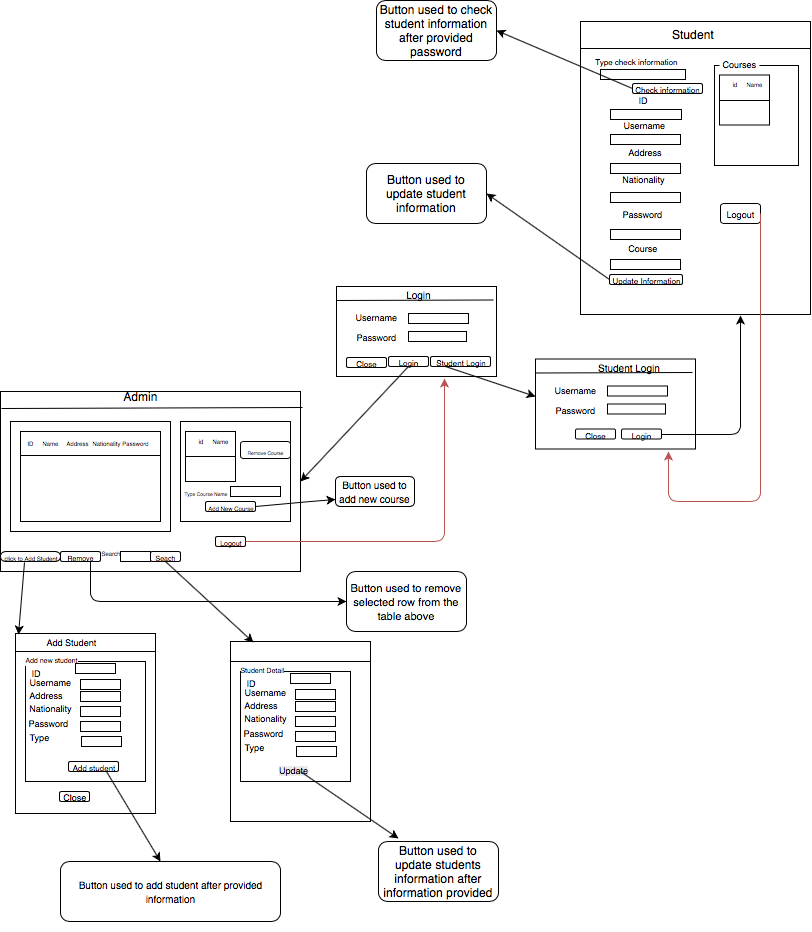 Button used to check
student information
after provided
password
Student
Type check information
Check information
ID
Username
Address
Nationality
Password
Course
Update Information
Courses
id Name
Logout
Button used to
update student
information
Login
Username
Password
Close Login Student Login
Student Login
Username
Password
Close Login
Admin
ID Name Address Nationality Password
id Name
Remove Course
Type Course Name
Add New Course
Logout
click to Add Student Remove Search Seach
Button used to
add new course
Button used to remove
selected row from the
table above
Add Student
Add new student
ID
Username
Address
Nationality
Password
Type
Add student
Close
Student Detail
ID
Username
Address
Nationality
Password
Type
Update
Button used to add student after provided
information
Button used to
update students
information after
information provided